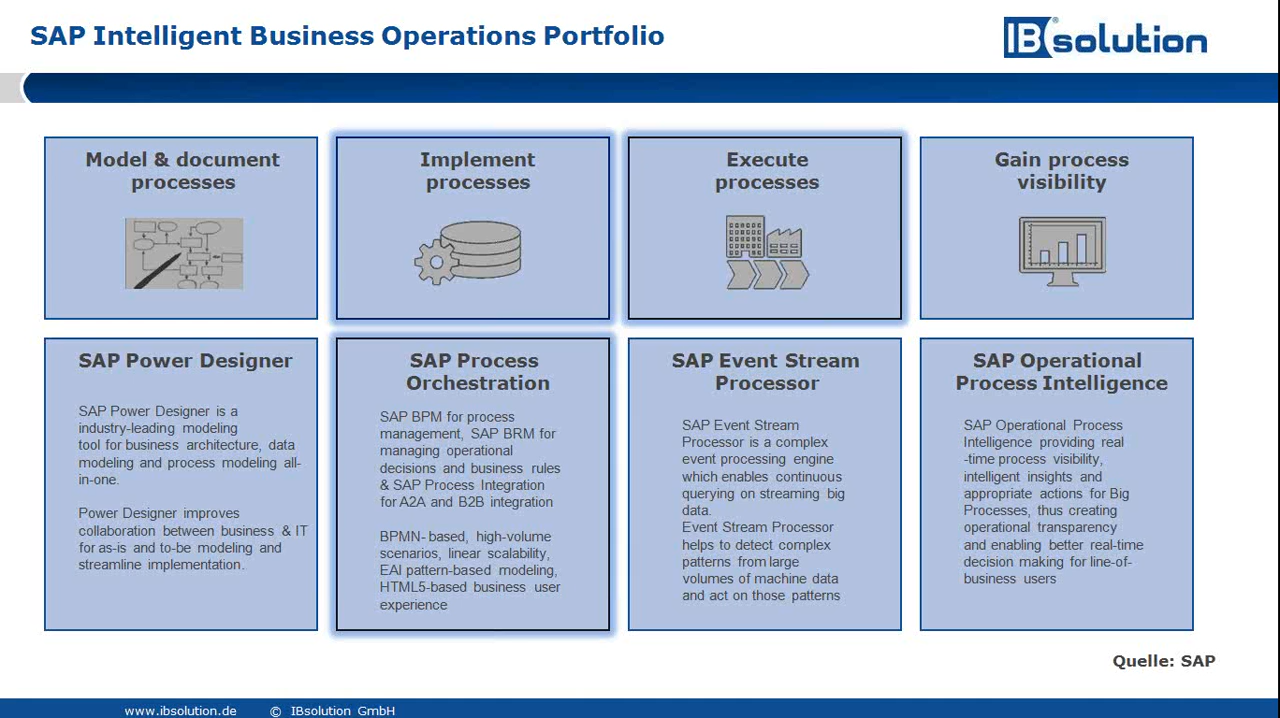 SAP Intelligent Business Operations Portfolio
IBsolution®
Model & document
processes
Implement
processes
Execute
processes
Gain process
visibility
SAP Power Designer
SAP Power Designer is a
industry-leading modeling
tool for business architecture, data
modeling and process modeling all-
in-one.
Power Designer improves
collaboration between business & IT
for as-is and to-be modeling and
streamline implementation.
SAP Process
Orchestration
SAP BPM for process
management, SAP BRM for
managing operational
decisions and business rules
& SAP Process Integration
for A2A and B2B integration
BPMN- based, high-volume
scenarios, linear scalability,
EAI pattern-based modeling,
HTML5-based business user
experience
SAP Event Stream
Processor
SAP Event Stream
Processor is a complex
event processing engine
which enables continuous
querying on streaming big
data.
Event Stream Processor
helps to detect complex
patterns from large
volumes of machine data
and act on those patterns
SAP Operational
Process Intelligence
SAP Operational Process
Intelligence providing real
-time process visibility,
intelligent insights and
appropriate actions for Big
Processes, thus creating
operational transparency
and enabling better real-time
decision making for line-of-
business users
Quelle: SAP
www.ibsolution.de © IBsolution GmbH